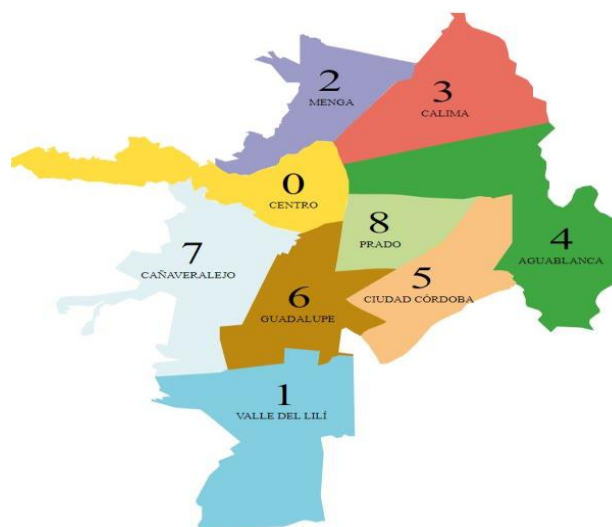 2
MENGA
3
CALIMA
0
CENTRO
8
PRADO
4
AGUABLANCA
7
CAÑAVERALEJO
5
CIUDAD CÓRDOBA
6
GUADALUPE
1
VALLE DEL LILÍ